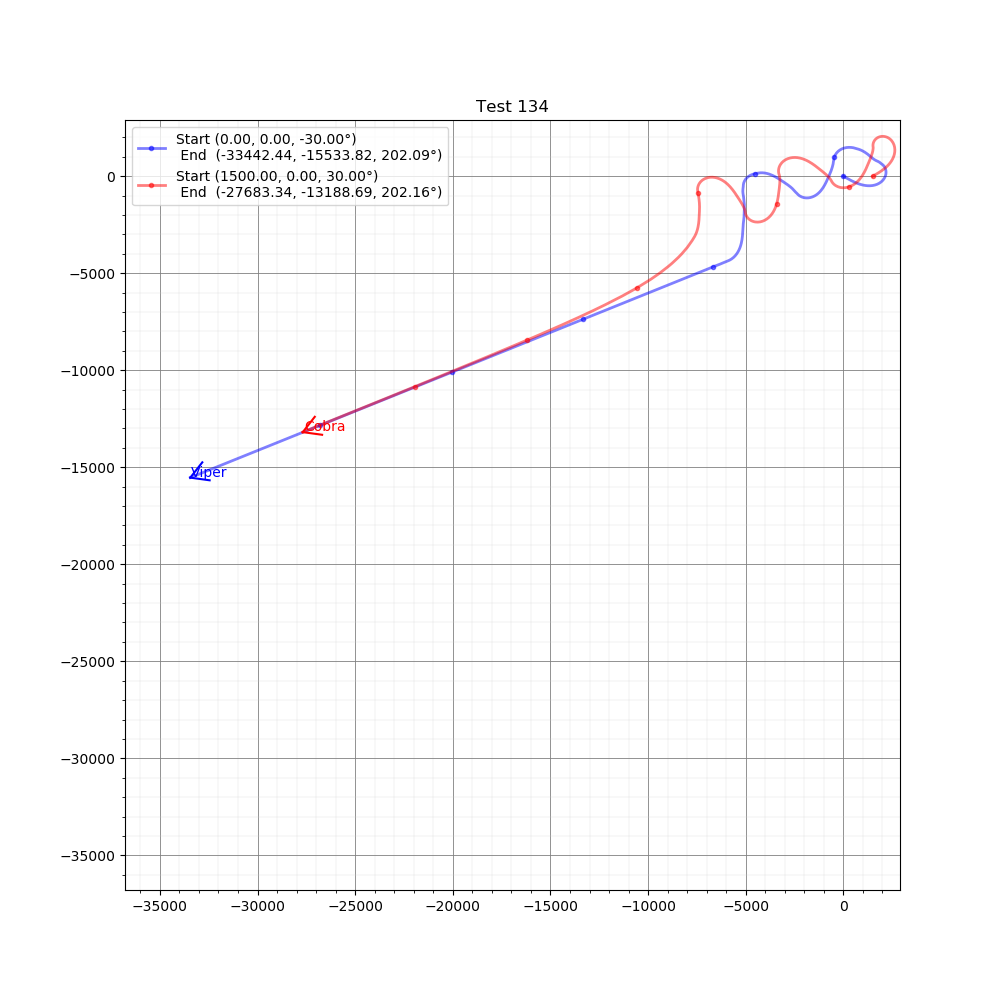 Test 134
Start (0.00, 0.00, -30.00°)
End (-33442.44, -15533.82, 202.09°)
Start (1500.00, 0.00, 30.00°)
End (-27683.34, -13188.69, 202.16°)
0
−5000
−10000
−15000
−20000
−25000
−30000
−35000
Cobra
Viper
−35000 −30000 −25000 −20000 −15000 −10000 −5000 0